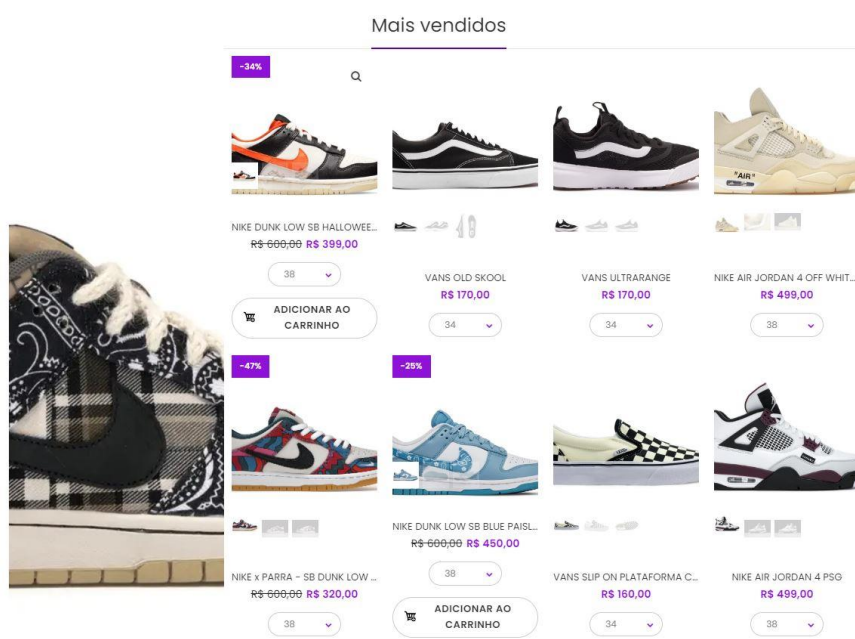 Mais vendidos
-34%
"AIR"
NIKE DUNK LOW SB HALLOWEE...
R$ 600,00 R$ 399,00
38
ADICIONAR AO
CARRINHO
VANS OLD SKOOL
R$ 170,00
34
VANS ULTRARANGE
R$ 170,00
34
NIKE AIR JORDAN 4 OFF WHIT...
R$ 499,00
38
-47%
-25%
NIKE x PARRA - SB DUNK LOW ...
R$ 600,00 R$ 320,00
38
NIKE DUNK LOW SB BLUE PAISL...
R$ 600,00 R$ 450,00
38
ADICIONAR AO
CARRINHO
VANS SLIP ON PLATAFORMA C...
R$ 160,00
34
NIKE AIR JORDAN 4 PSG
R$ 499,00
38